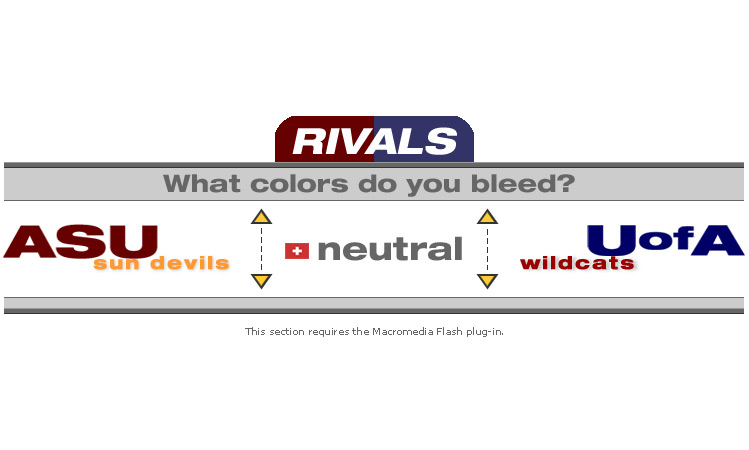 RIVALS
What colors do you bleed?
ASU
sun devils
neutral
UofA
wildcats
This section requires the Macromedia Flash plug-in.